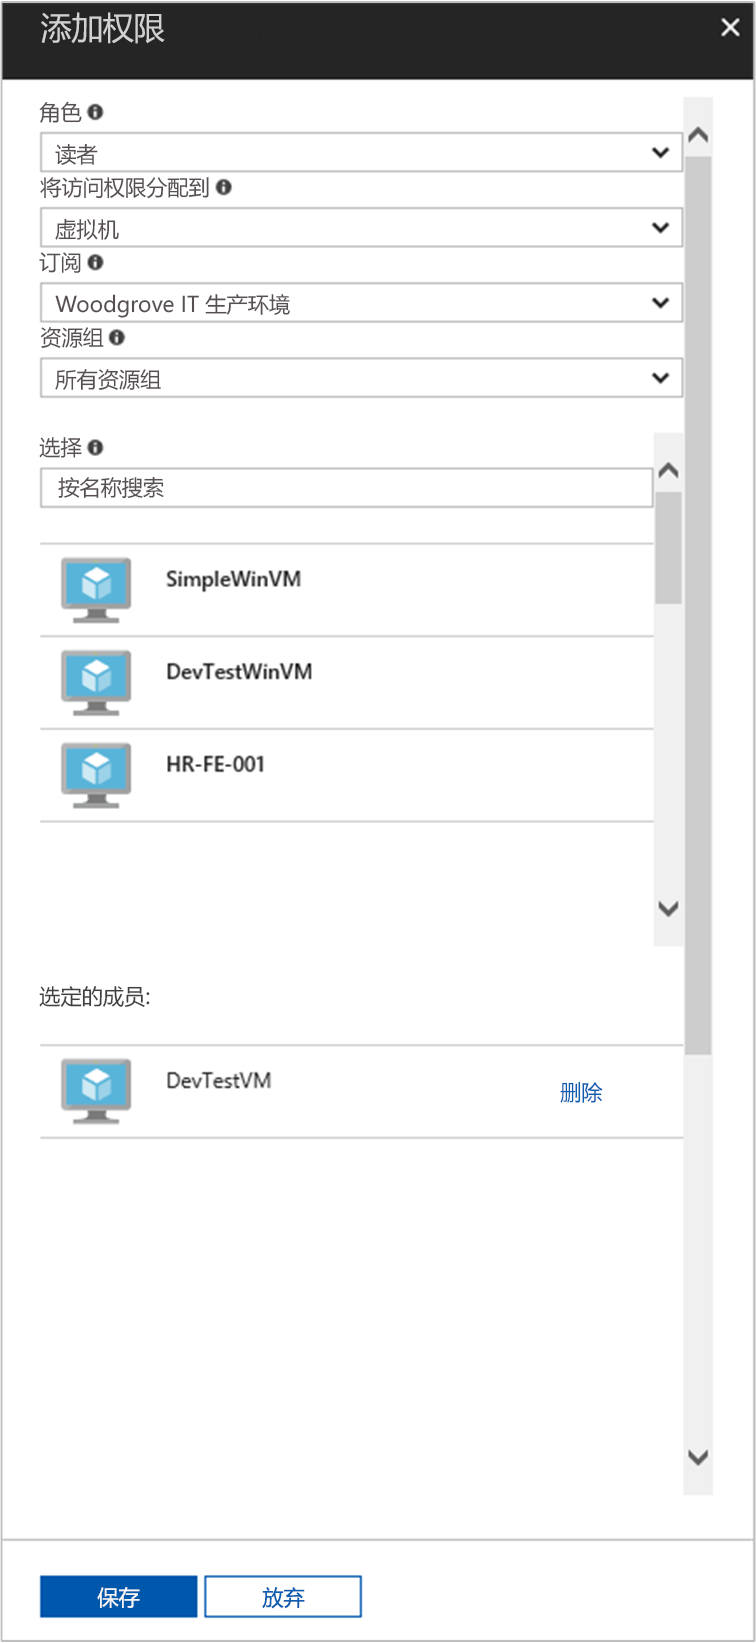 添加权限
角色
读者
将访问权限分配到
虚拟机
订阅
Woodgrove IT 生产环境
资源组
所有资源组
选择
按名称搜索
SimpleWinVM
DevTestWinVM
HR-FE-001
选定的成员:
DevTestVM
删除
保存 放弃